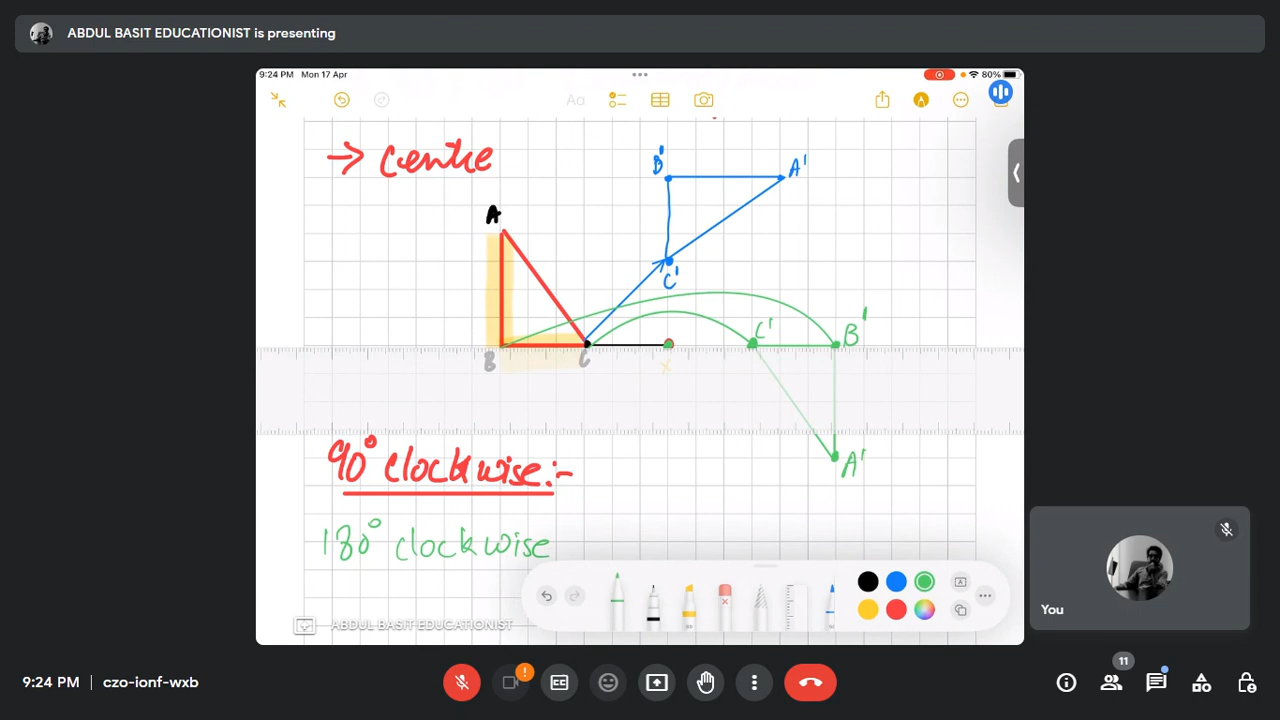 ABDUL BASIT EDUCATIONIST is presenting
9:24 PM Mon 17 Apr
80%
Aa
→ Centre
B'
A'
A
C'
C'
B'
B
C
X
A'
90° clockwise:-
180° clockwise
ABDUL BASIT EDUCATIONIST
You
9:24 PM | czo-ionf-wxb
11